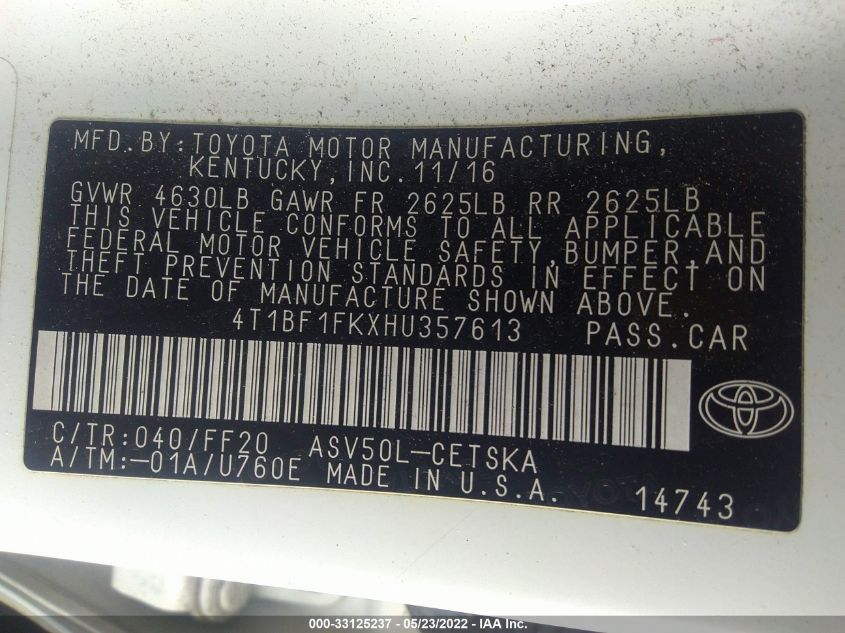 MFD.BY:TOYOTA MOTOR MANUFACTURING,
KENTUCKY,INC.11/16
GVWR 4630LB GAWR FR 2625LB RR 2625LB
THIS VEHICLE CONFORMS TO ALL APPLICABLE
FEDERAL MOTOR VEHICLE SAFETY,BUMPER,AND
THEFT PREVENTION STANDARDS IN EFFECT ON
THE DATE OF MANUFACTURE SHOWN ABOVE.
4T1BF1FKXHU357613 PASS.CAR
C/TR:040/FF20 ASV50L-CETSKA
A/TM:-01A/U760E MADE IN U.S.A. 14743
000-33125237 - 05/23/2022 - IAA Inc.